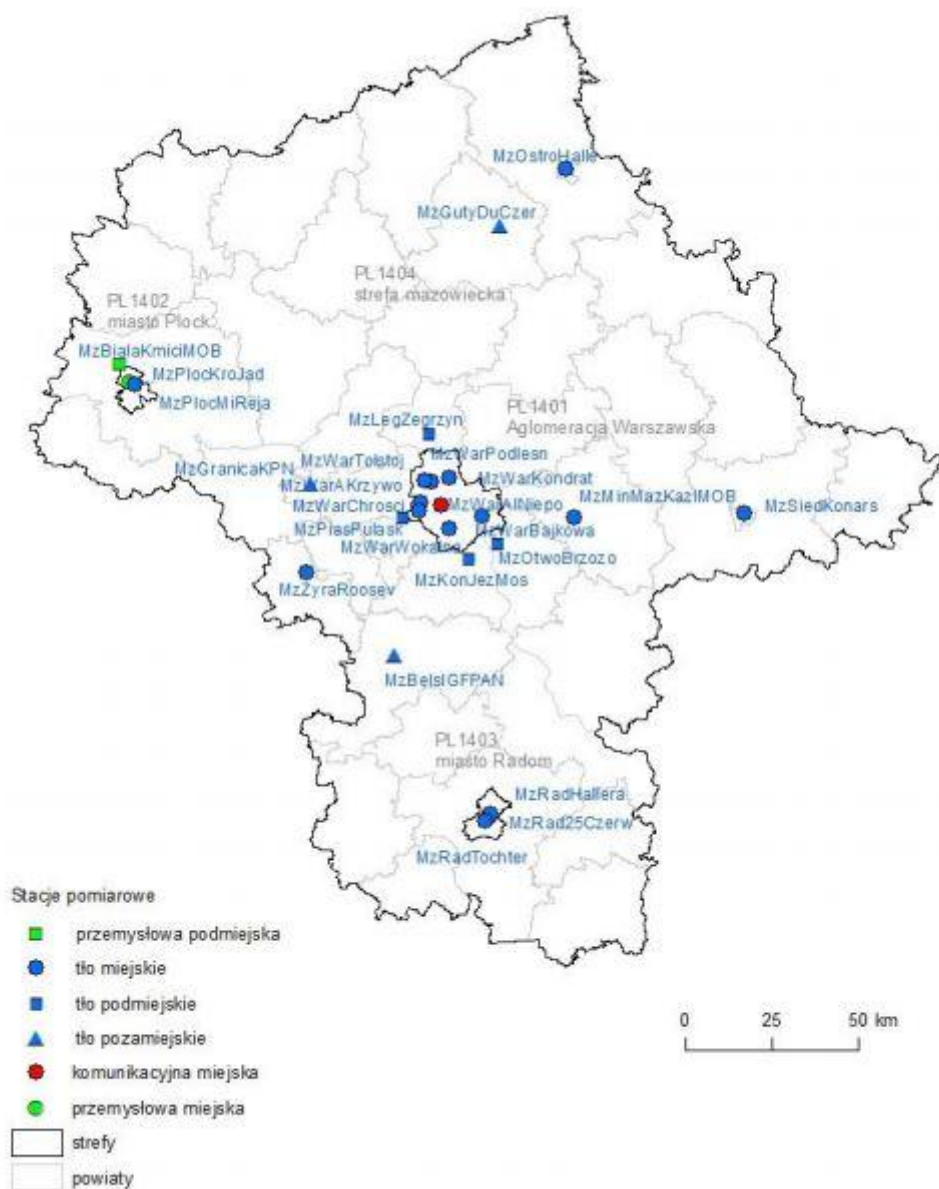 MzOstroHalle
MzGutyDuCzer
PL1404
strefa mazowiecka
PL1402
miasto Płock
MzBialaKmiciMOB
MzPlocKroJad
MzPlocMiReja
PL1401
Aglomeracja Warszawska
MzLegZegrzyn
MzWarPodlesn
MzWarTolstoj
MzGranicaKPN
MzWarKondrat
MzWarAKrzywo
MzMinMazKaziMOB
MzWarChrosci
MzWarAlNiepo
MzSiedKonars
MzPiasPulask
MzWarBajkowa
MzWarWokalna
MzOtwoBrzozo
MzKonJezMos
MzZyraRoosev
MzBelsIGFPAN
PL1403
miasto Radom
MzRadHallera
MzRad25Czerw
MzRadTochter
Stacje pomiarowe
przemysłowa podmiejska
tło miejskie
tło podmiejskie
tło pozamiejskie
komunikacyjna miejska
przemysłowa miejska
strefy
powiaty
0 25 50 km